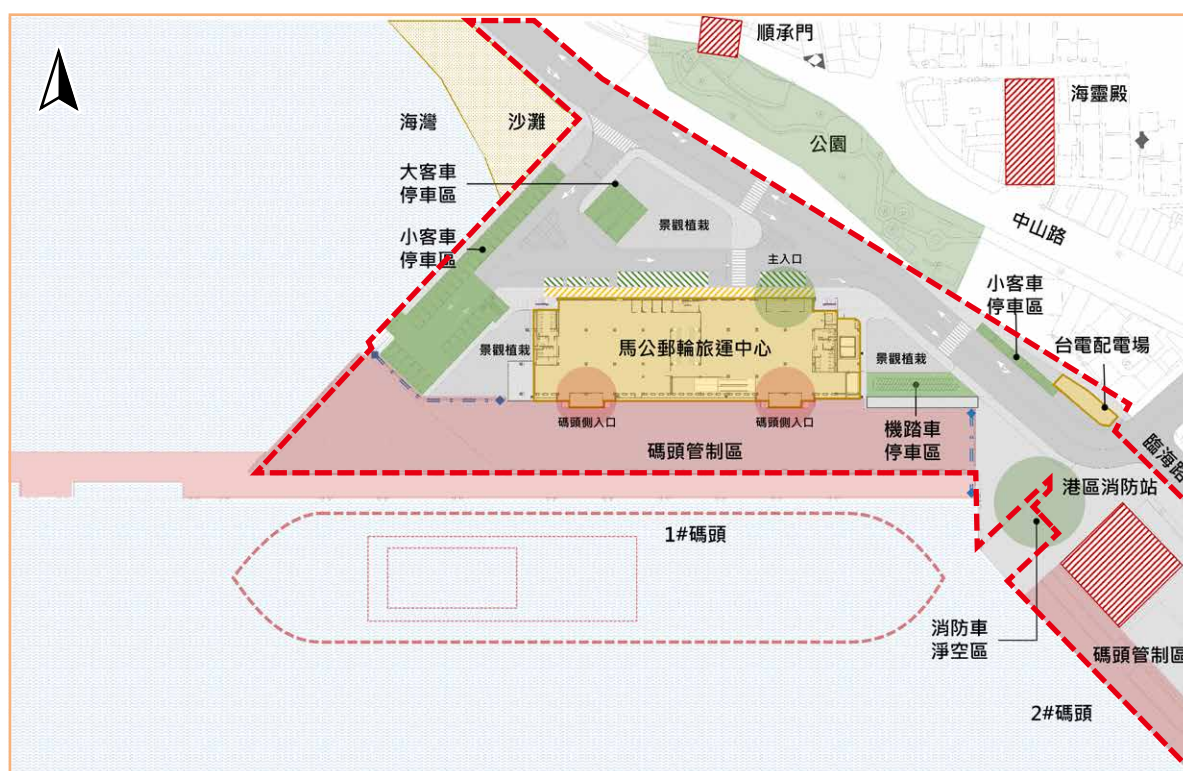 順承門
海靈殿
海灣
沙灘
公園
大客車
停車區
景觀植栽
小客車
停車區
中山路
主入口
小客車
停車區
台電配電場
馬公郵輪旅運中心
景觀植栽
景觀植栽
碼頭側入口
碼頭側入口
機踏車
停車區
碼頭管制區
臨海路
港區消防站
1#碼頭
消防車
淨空區
碼頭管制區
2#碼頭